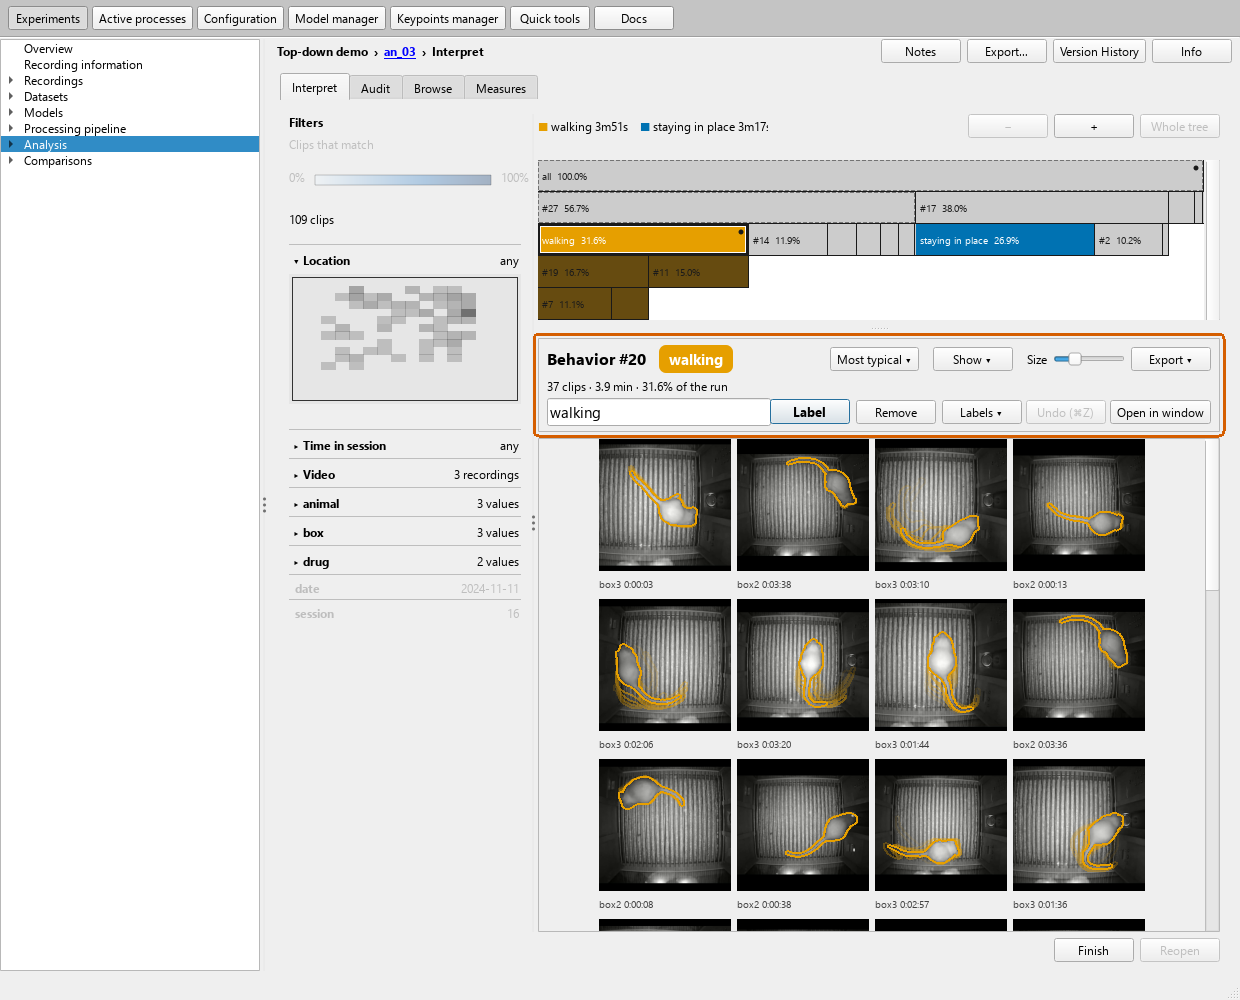 Experiments Active processes Configuration Model manager Keypoints manager Quick tools Docs
Overview
Recording information
Recordings
Datasets
Models
Processing pipeline
Analysis
Comparisons
Top-down demo › an_03 › Interpret
Notes Export... Version History Info
Interpret Audit Browse Measures
Filters
Clips that match
0% 100%
109 clips
Location any
Time in session any
Video 3 recordings
animal 3 values
box 3 values
drug 2 values
date 2024-11-11
session 16
walking 3m51s staying in place 3m17s
− + Whole tree
all 100.0%
#27 56.7% #17 38.0%
walking 31.6% #14 11.9% staying in place 26.9% #2 10.2%
#19 16.7% #11 15.0%
#7 11.1%
Behavior #20 walking Most typical Show Size Export
37 clips · 3.9 min · 31.6% of the run
walking Label Remove Labels Undo (⌘Z) Open in window
box3 0:00:03 box2 0:03:38 box3 0:03:10 box2 0:00:13
box3 0:02:06 box3 0:03:20 box3 0:01:44 box2 0:03:36
box2 0:00:08 box2 0:00:38 box3 0:02:57 box3 0:01:36
Finish Reopen